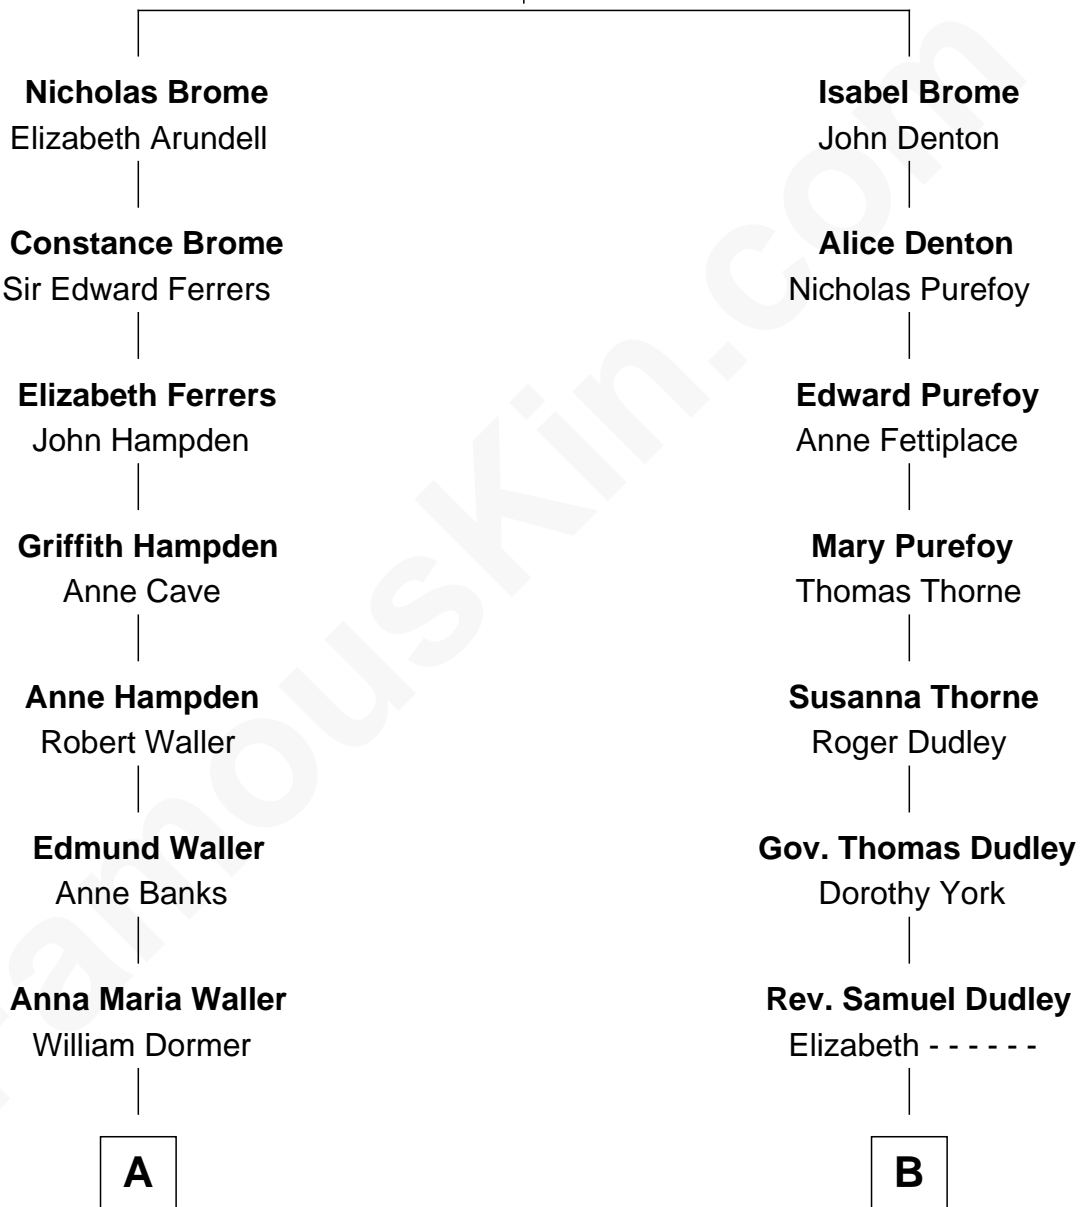 Nicholas Brome
Elizabeth Arundell
Constance Brome
Sir Edward Ferrers
Elizabeth Ferrers
John Hampden
Griffith Hampden
Anne Cave
Anne Hampden
Robert Waller
Edmund Waller
Anne Banks
Anna Maria Waller
William Dormer
A
Isabel Brome
John Denton
Alice Denton
Nicholas Purefoy
Edward Purefoy
Anne Fettiplace
Mary Purefoy
Thomas Thorne
Susanna Thorne
Roger Dudley
Gov. Thomas Dudley
Dorothy York
Rev. Samuel Dudley
Elizabeth - - - - - -
B
FamousKin.com